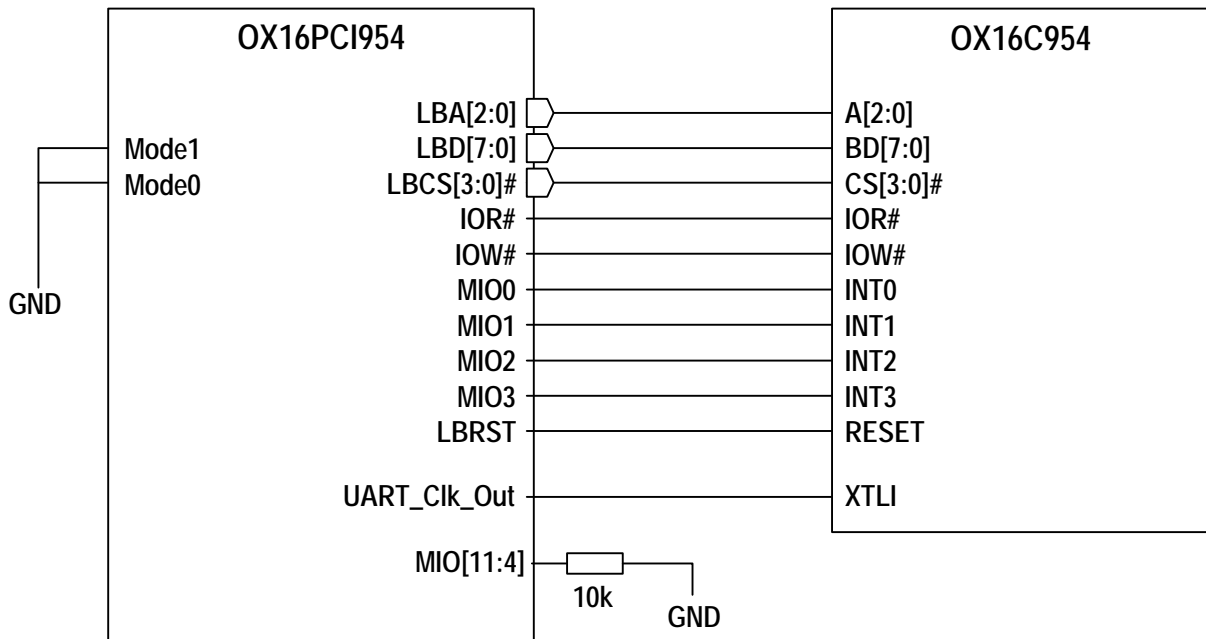 OX16PCI954
OX16C954
LBA[2:0]
A[2:0]
Mode1
LBD[7:0]
BD[7:0]
Mode0
LBCS[3:0]#
CS[3:0]#
IOR#
IOR#
IOW#
IOW#
GND
MIO0
INT0
MIO1
INT1
MIO2
INT2
MIO3
INT3
LBRST
RESET
UART_Clk_Out
XTLI
MIO[11:4]
10k
GND